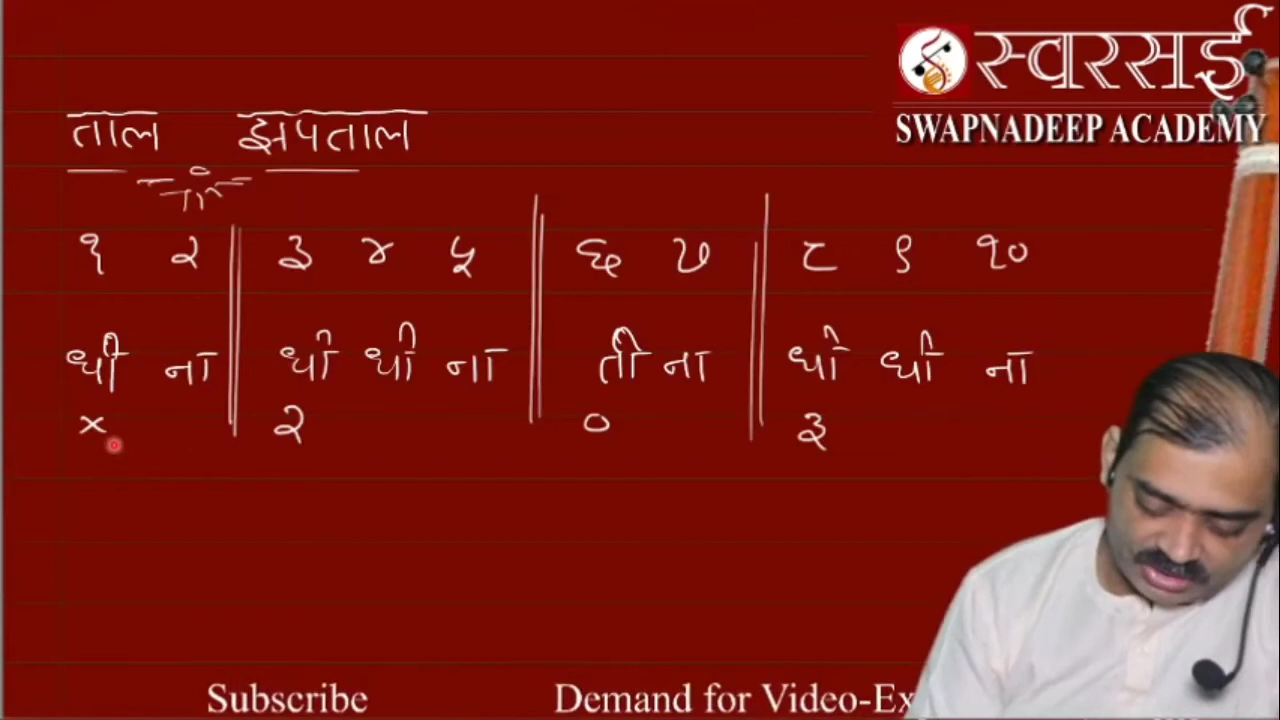 स्वरसई
SWAPNADEEP ACADEMY
ताल झपताल
१ २ || ३ ४ ५ || ६ ७ || ८ ९ १०
धी ना || धी धी ना || ती ना || धी धी ना
× २ ० ३
Subscribe Demand for Video-Ex